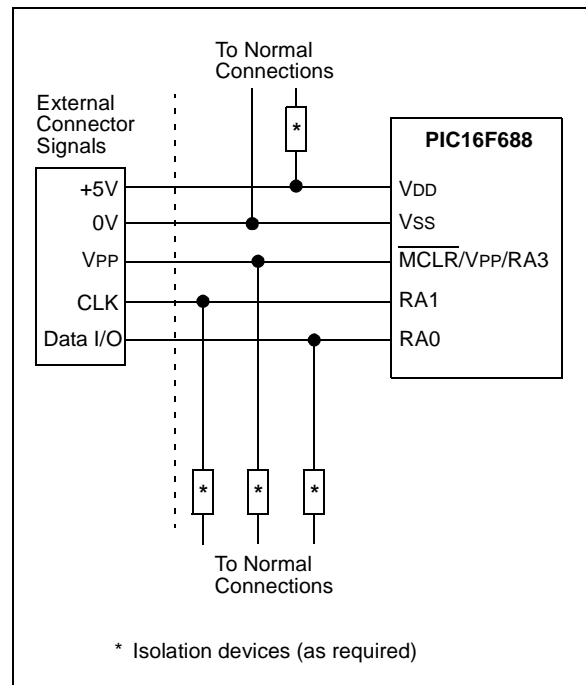 To Normal
Connections
External
Connector
Signals
*
PIC16F688
+5V
VDD
0V
VSS
VPP
MCLR/VPP/RA3
CLK
RA1
Data I/O
RA0
*
*
*
To Normal
Connections
* Isolation devices (as required)